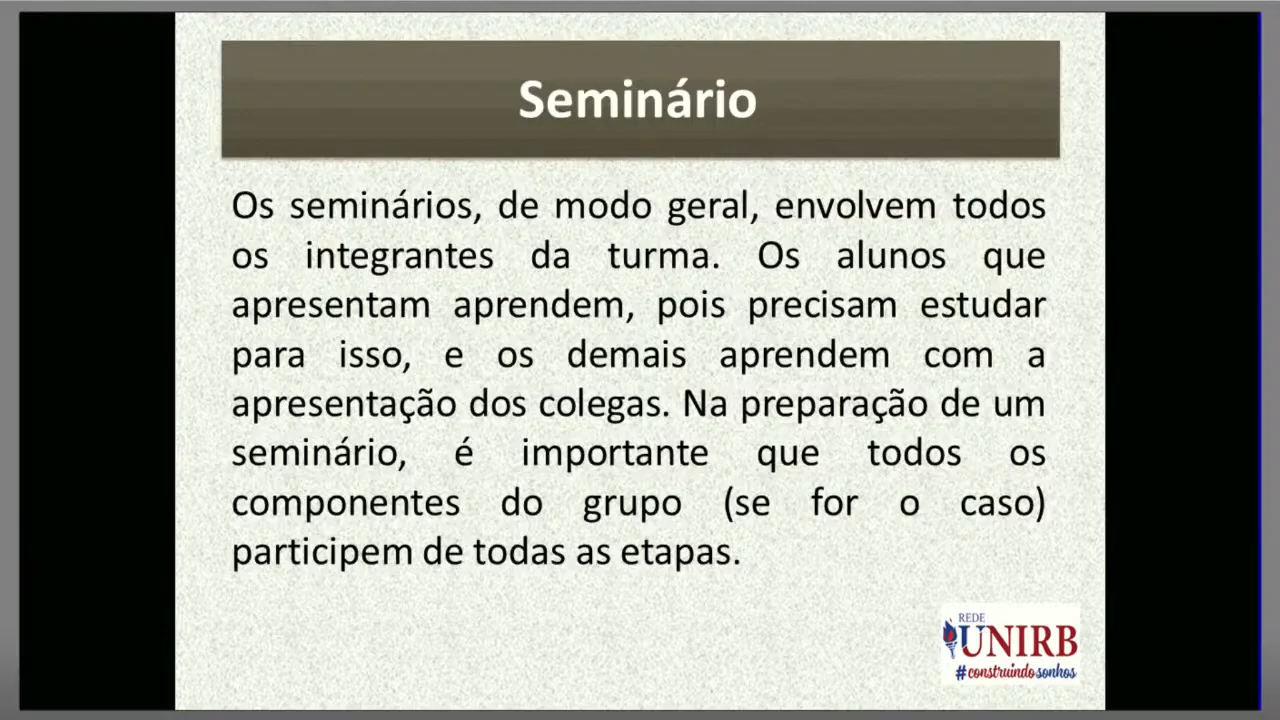 Seminário
Os seminários, de modo geral, envolvem todos
os integrantes da turma. Os alunos que
apresentam aprendem, pois precisam estudar
para isso, e os demais aprendem com a
apresentação dos colegas. Na preparação de um
seminário, é importante que todos os
componentes do grupo (se for o caso)
participem de todas as etapas.
REDE
UNIRB
#construindosonhos